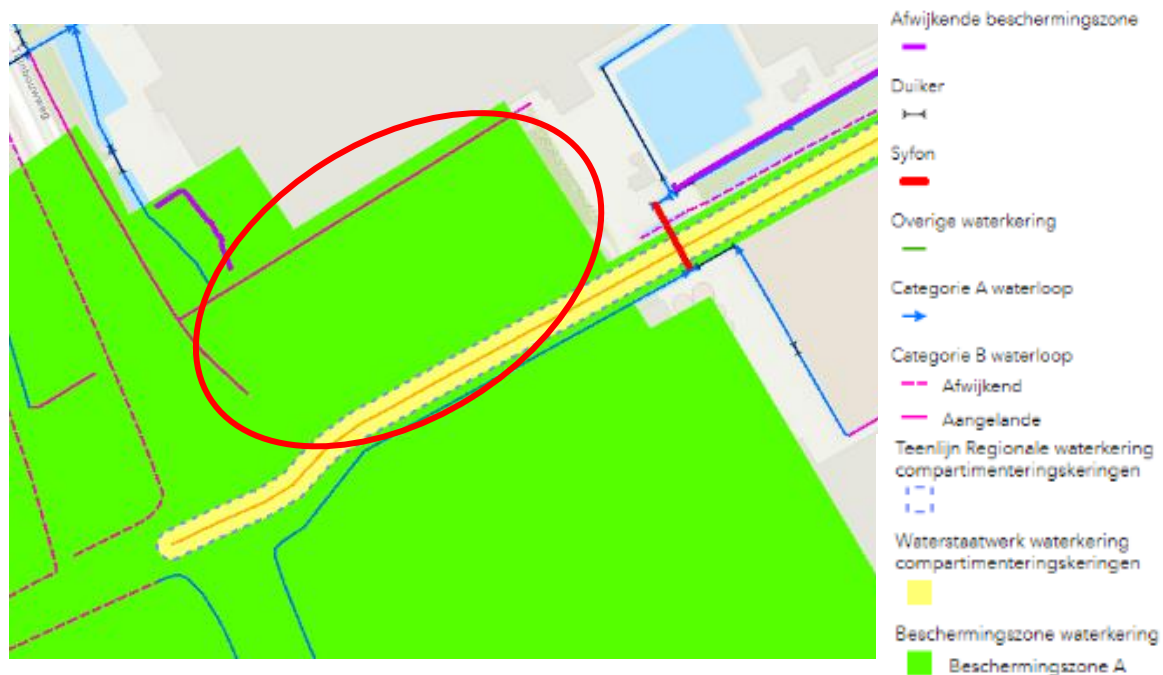 Tuinbouwweg
Afwijkende beschermingszone
Duiker
Syfon
Overige waterkering
Categorie A waterloop
Categorie B waterloop
Afwijkend
Aangelande
Teenlijn Regionale waterkering
compartimenteringskeringen
Waterstaatwerk waterkering
compartimenteringskeringen
Beschermingszone waterkering
Beschermingszone A